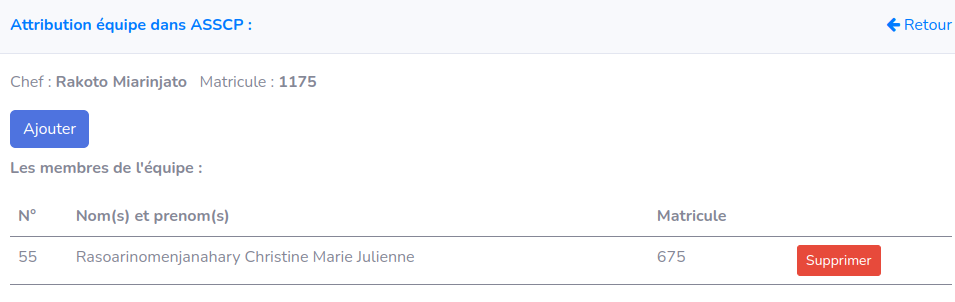 Attribution équipe dans ASSCP : Retour
Chef : Rakoto Miarinjato Matricule : 1175
Ajouter
Les membres de l'équipe :
N° Nom(s) et prenom(s) Matricule
55 Rasoarinomenjanahary Christine Marie Julienne 675 Supprimer